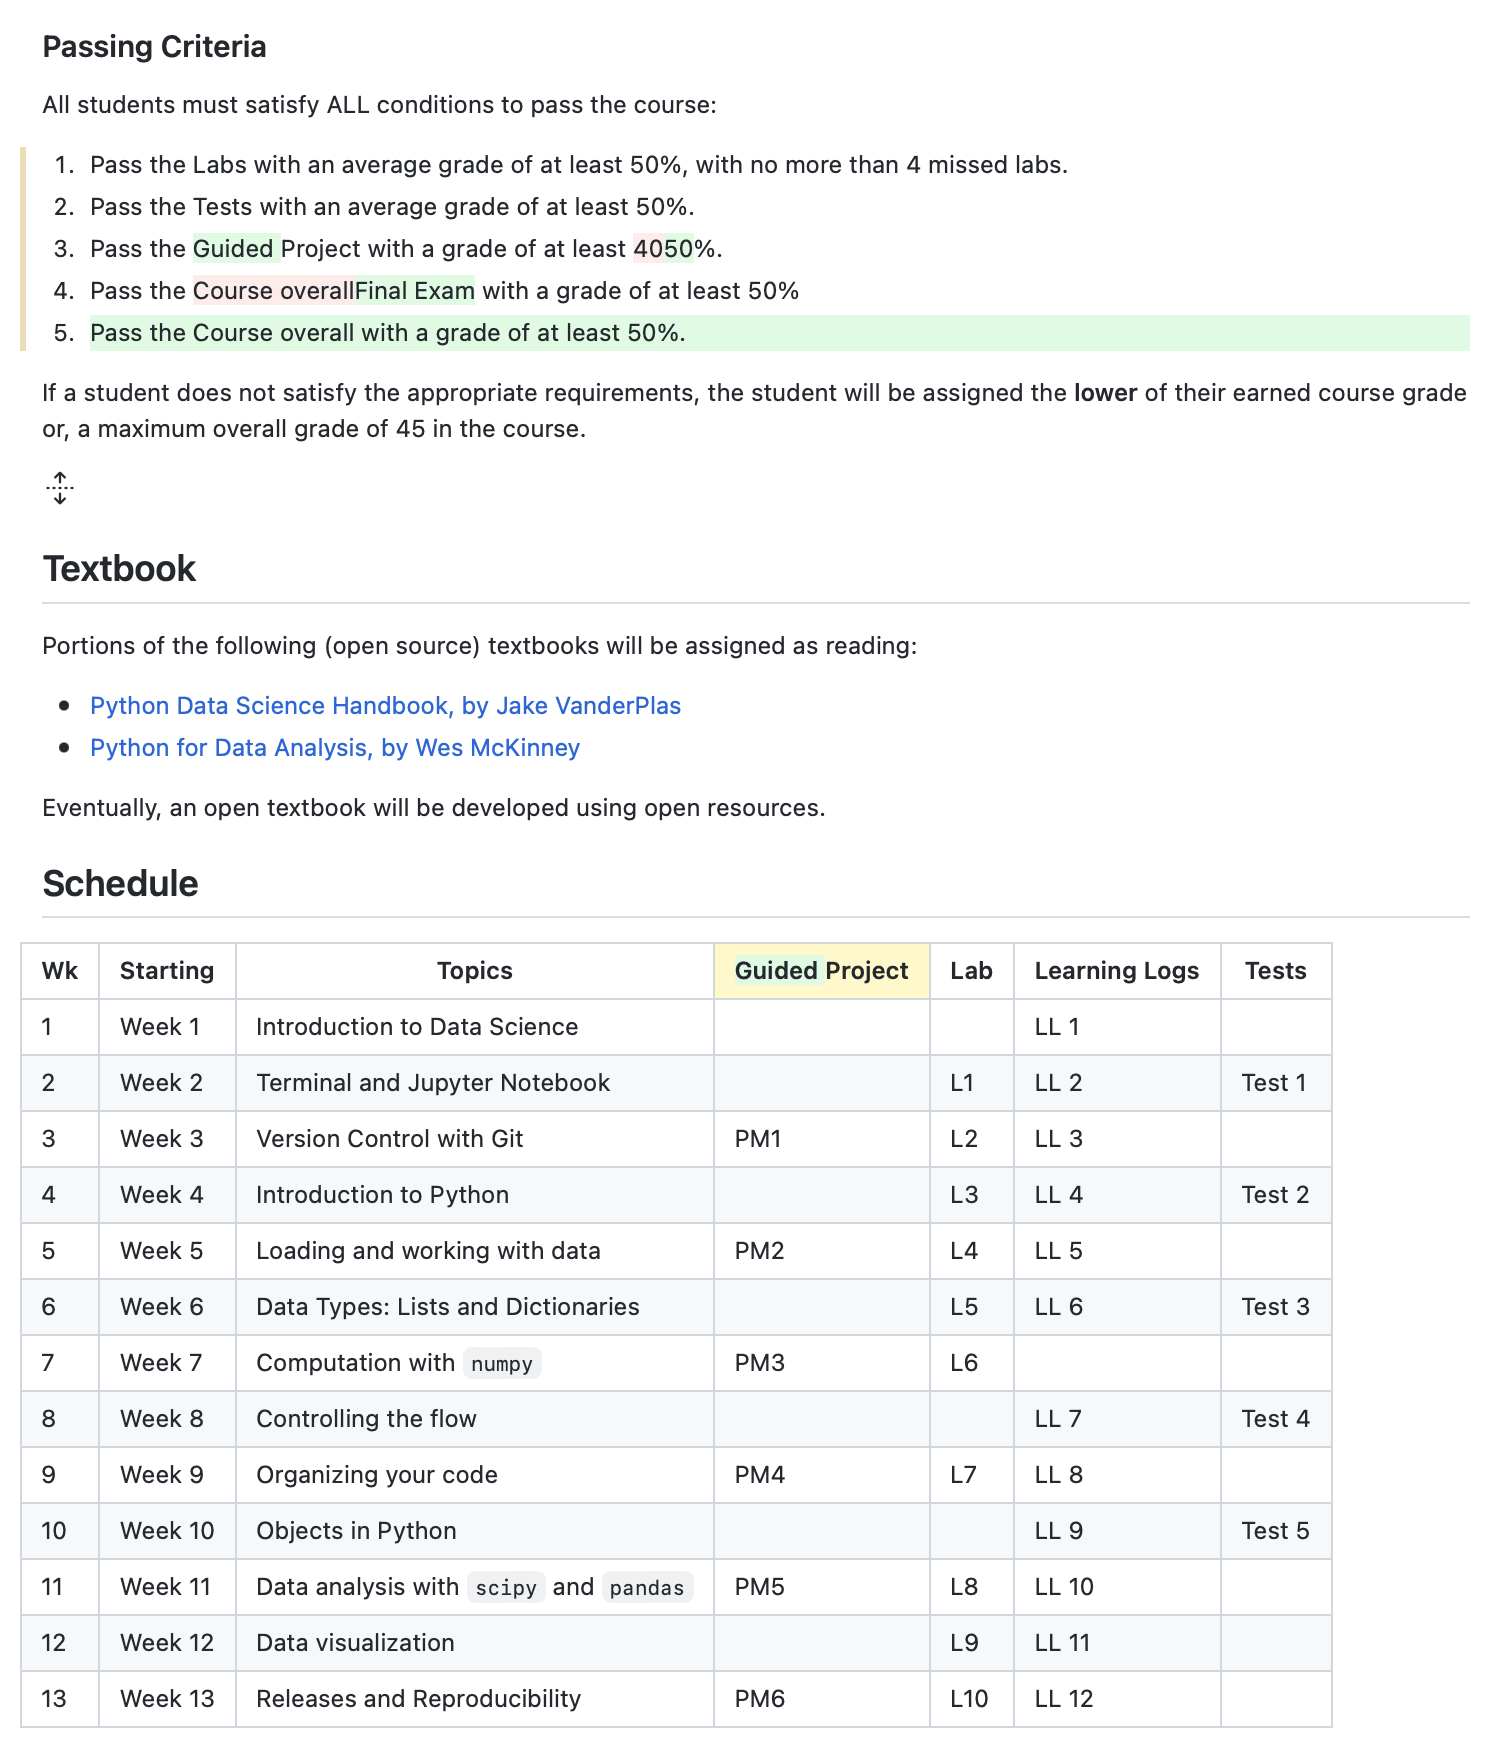 Passing Criteria
All students must satisfy ALL conditions to pass the course:
1. Pass the Labs with an average grade of at least 50%, with no more than 4 missed labs.
2. Pass the Tests with an average grade of at least 50%.
3. Pass the Guided Project with a grade of at least 4050%.
4. Pass the Course overallFinal Exam with a grade of at least 50%
5. Pass the Course overall with a grade of at least 50%.
If a student does not satisfy the appropriate requirements, the student will be assigned the lower of their earned course grade
or, a maximum overall grade of 45 in the course.
Textbook
Portions of the following (open source) textbooks will be assigned as reading:
• Python Data Science Handbook, by Jake VanderPlas
• Python for Data Analysis, by Wes McKinney
Eventually, an open textbook will be developed using open resources.
Schedule
Wk Starting Topics Guided Project Lab Learning Logs Tests
1 Week 1 Introduction to Data Science LL 1
2 Week 2 Terminal and Jupyter Notebook L1 LL 2 Test 1
3 Week 3 Version Control with Git PM1 L2 LL 3
4 Week 4 Introduction to Python L3 LL 4 Test 2
5 Week 5 Loading and working with data PM2 L4 LL 5
6 Week 6 Data Types: Lists and Dictionaries L5 LL 6 Test 3
7 Week 7 Computation with numpy PM3 L6
8 Week 8 Controlling the flow LL 7 Test 4
9 Week 9 Organizing your code PM4 L7 LL 8
10 Week 10 Objects in Python LL 9 Test 5
11 Week 11 Data analysis with scipy and pandas PM5 L8 LL 10
12 Week 12 Data visualization L9 LL 11
13 Week 13 Releases and Reproducibility PM6 L10 LL 12